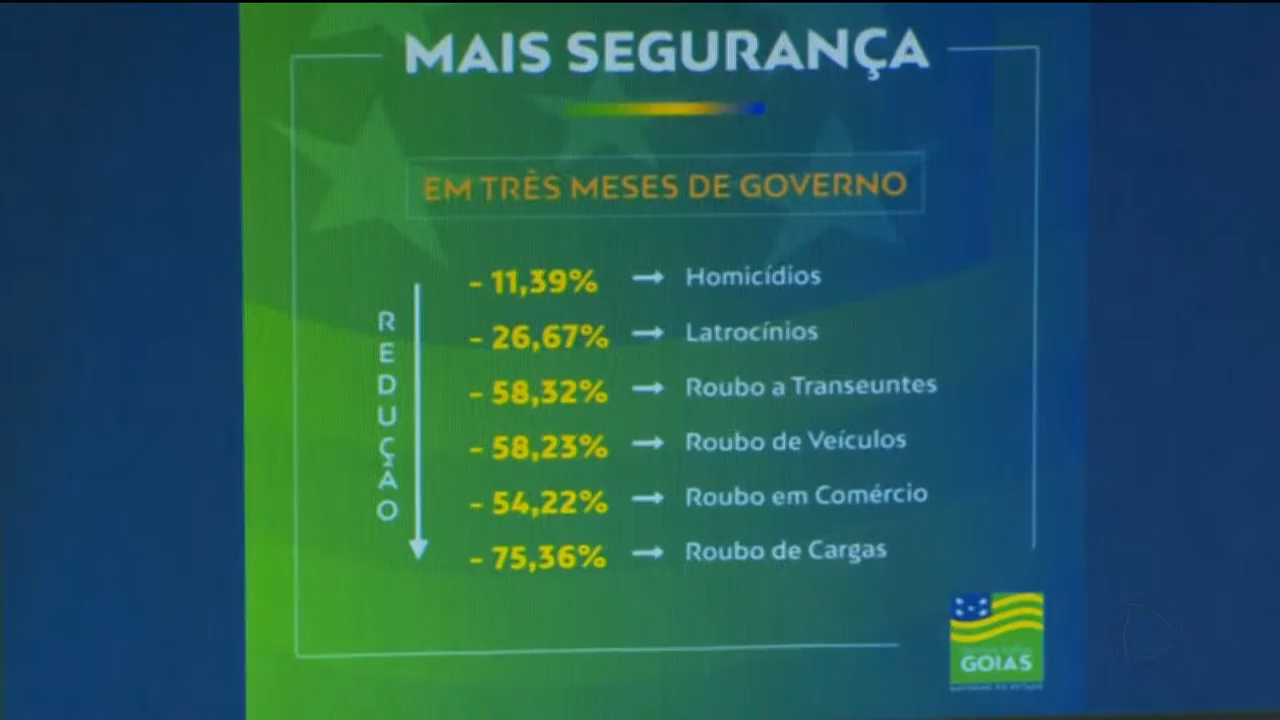 MAIS SEGURANÇA
EM TRÊS MESES DE GOVERNO
REDUÇÃO
- 11,39% → Homicídios
- 26,67% → Latrocínios
- 58,32% → Roubo a Transeuntes
- 58,23% → Roubo de Veículos
- 54,22% → Roubo em Comércio
- 75,36% → Roubo de Cargas
GOIAS